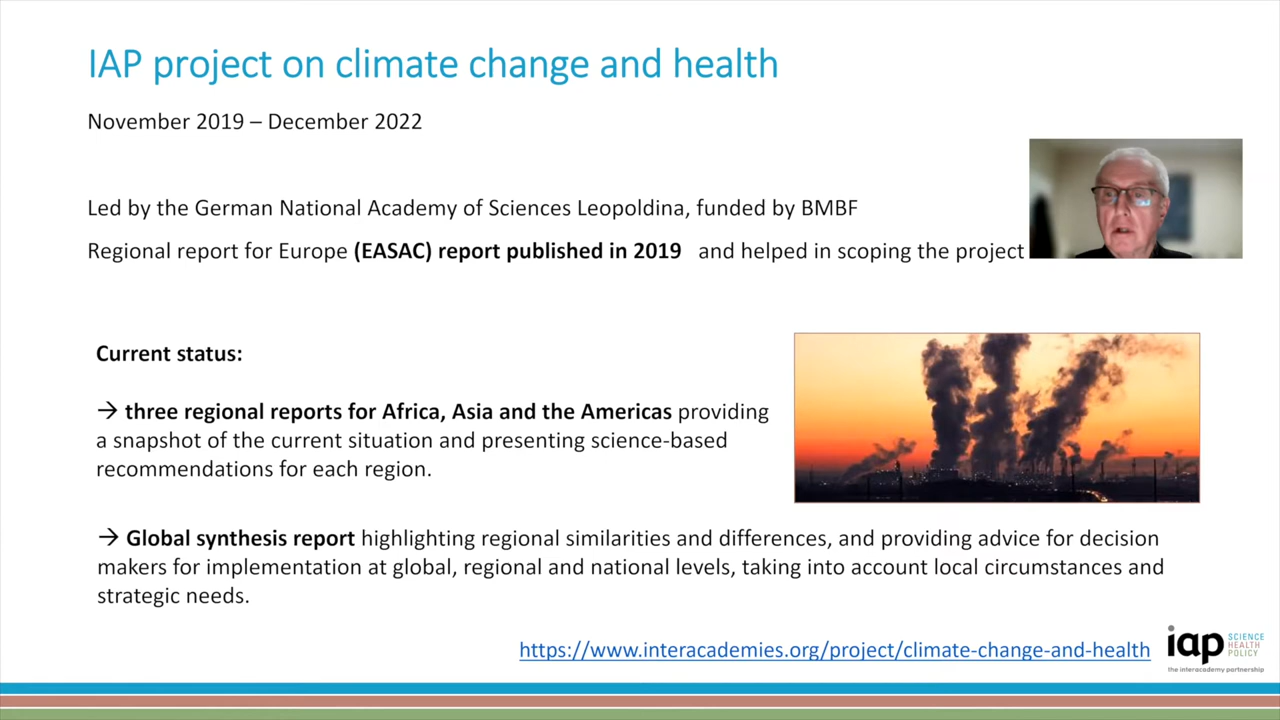 IAP project on climate change and health
November 2019 – December 2022
Led by the German National Academy of Sciences Leopoldina, funded by BMBF
Regional report for Europe (EASAC) report published in 2019 and helped in scoping the project
Current status:
→ three regional reports for Africa, Asia and the Americas providing
a snapshot of the current situation and presenting science-based
recommendations for each region.
→ Global synthesis report highlighting regional similarities and differences, and providing advice for decision
makers for implementation at global, regional and national levels, taking into account local circumstances and
strategic needs.
https://www.interacademies.org/project/climate-change-and-health
iap SCIENCE
HEALTH
POLICY
the interacademy partnership